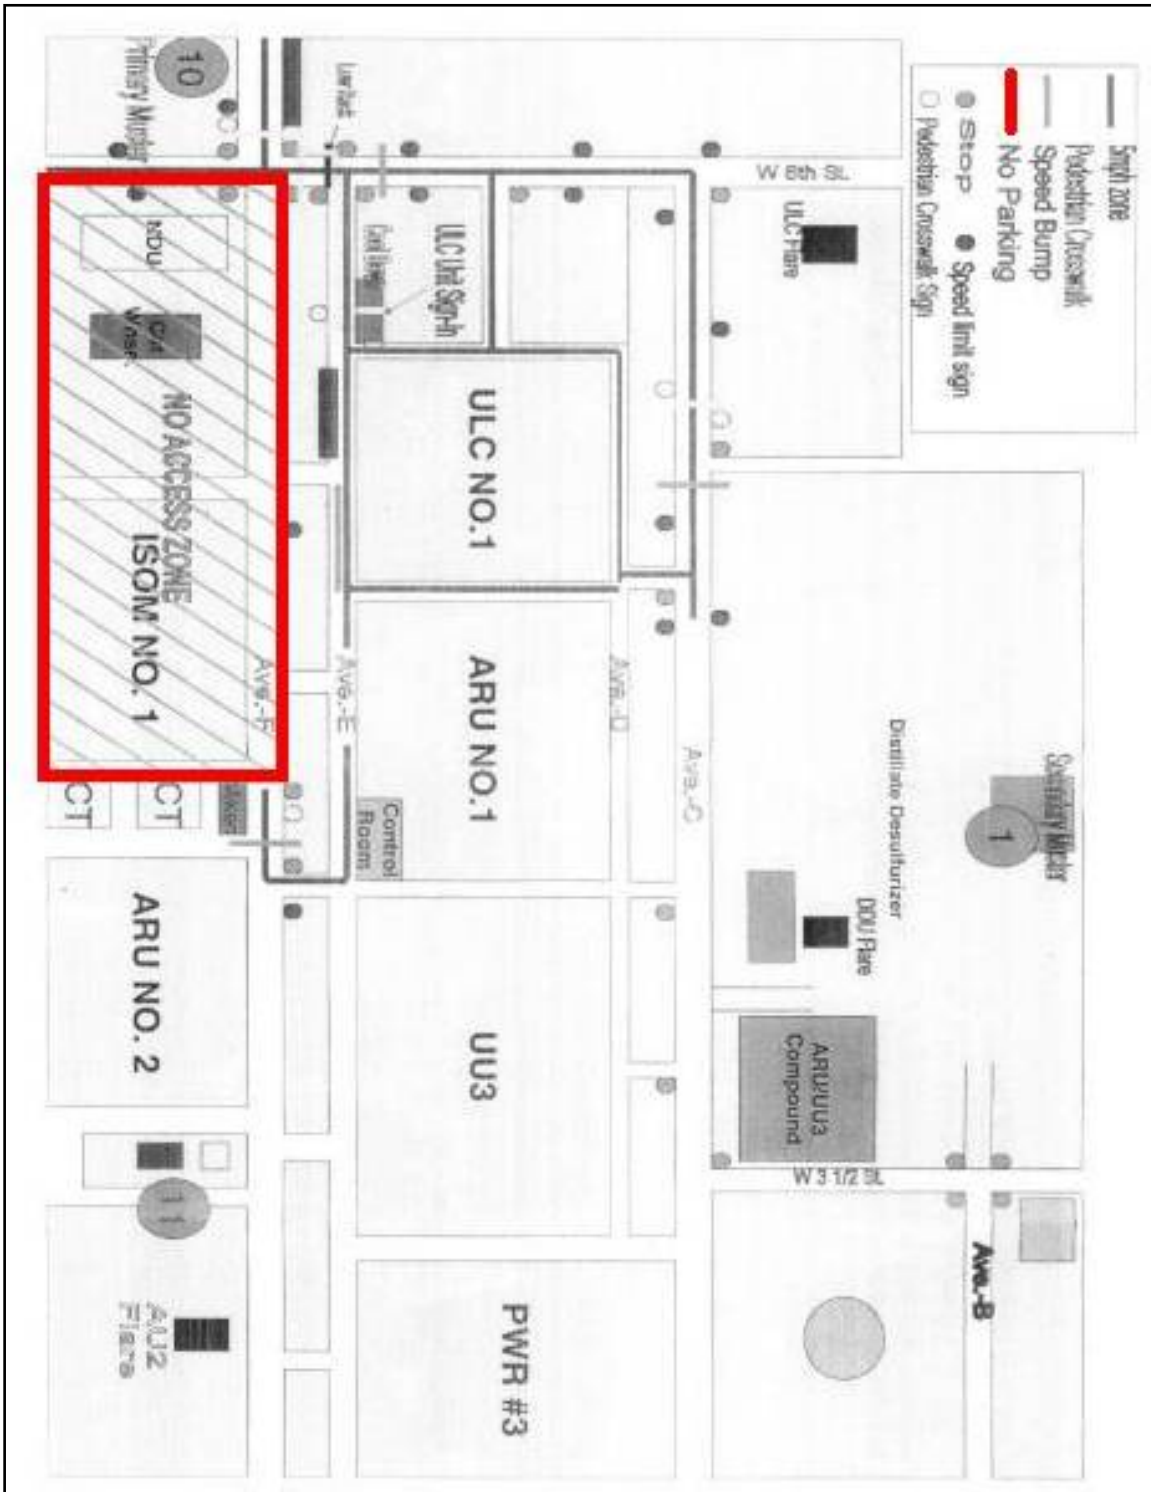 5mph zone
Pedestrian Crosswalk
Speed Bump
No Parking
Stop
Speed limit sign
Pedestrian Crosswalk Sign
10
Primary Muster
W 8th St.
ULC Flare
ULC Unit Sign-In
NDU
NO ACCESS ZONE
ISOM NO. 1
ULC NO.1
ARU NO.1
Control
Room
Ave.-F
Ave.-E
Ave.-D
Ave.-C
Distillate Desulfurizer
1
DDU Flare
CT
CT
ARU NO. 2
UU3
ARU/UU3
Compound
W 3 1/2 St.
Ave.-B
11
AU2
Flare
PWR #3